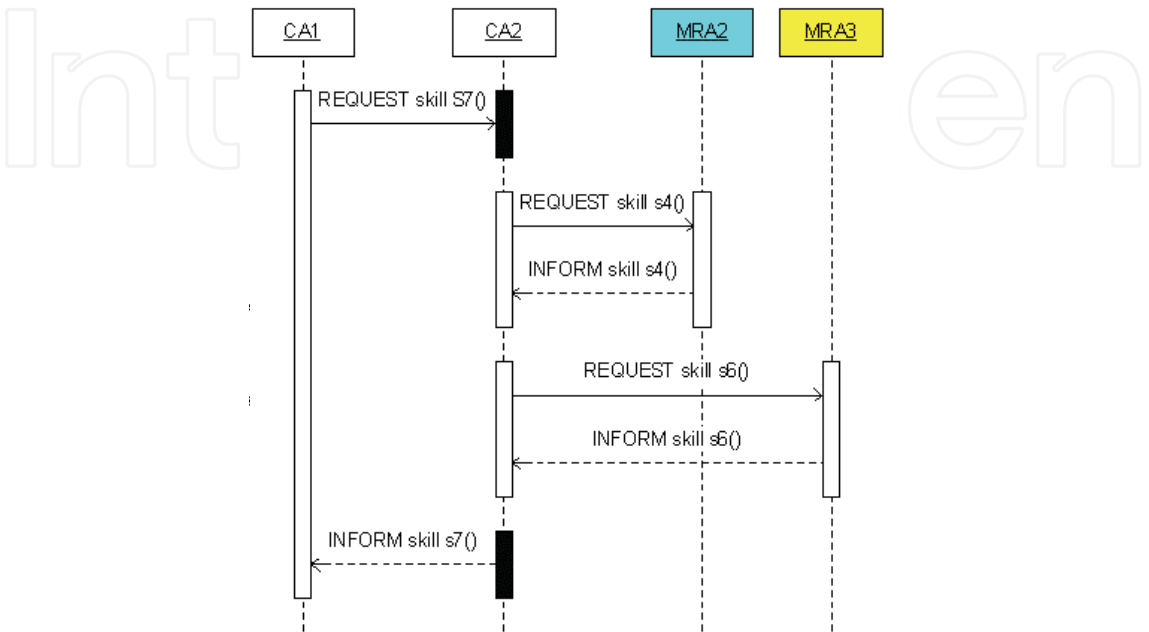 CA1
CA2
MRA2
MRA3
Int
en
REQUEST skill S7()
REQUEST skill s4()
INFORM skill s4()
REQUEST skill s6()
INFORM skill s6()
INFORM skill s7()